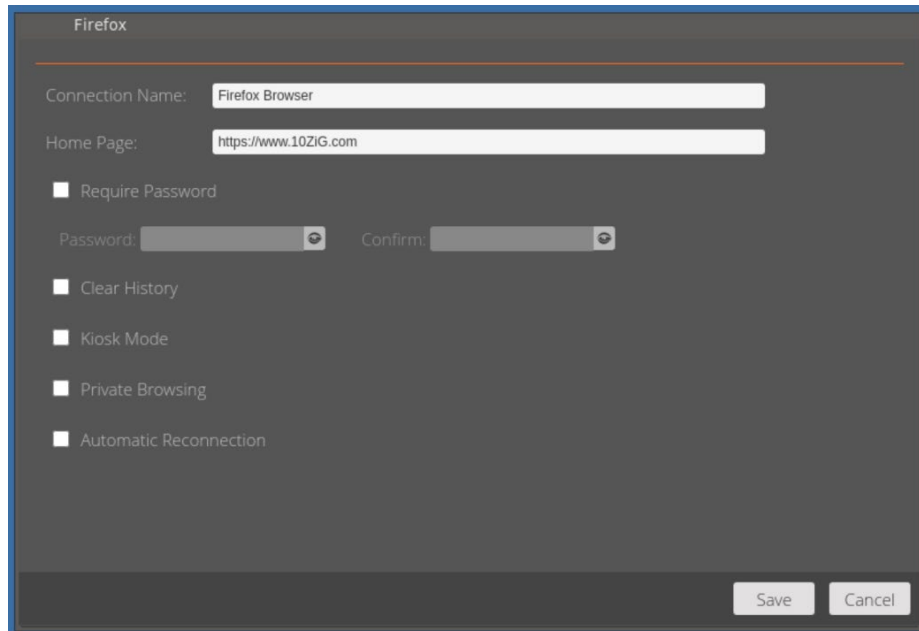 Firefox
Connection Name: Firefox Browser
Home Page: https://www.10ZiG.com
Require Password
Password: Confirm:
Clear History
Kiosk Mode
Private Browsing
Automatic Reconnection
Save Cancel